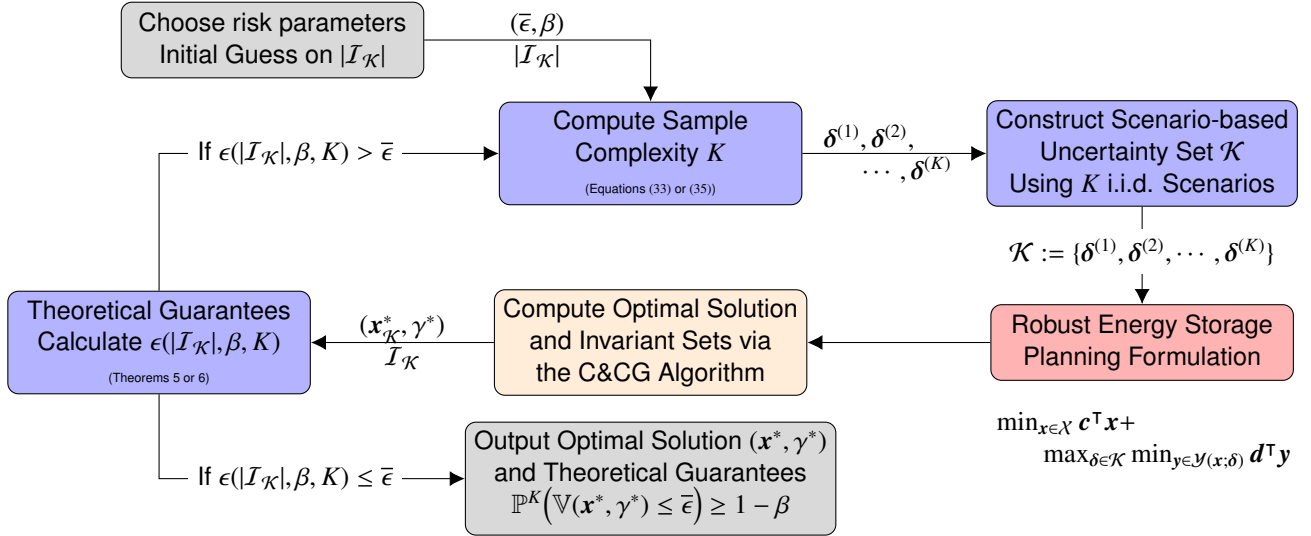 Choose risk parameters
Initial Guess on |𝓘_𝒦|
(ε̅, β)
|𝓘_𝒦|
Compute Sample
Complexity K
(Equations (33) or (35))
δ⁽¹⁾, δ⁽²⁾,
⋯ , δ⁽ᴷ⁾
Construct Scenario-based
Uncertainty Set 𝒦
Using K i.i.d. Scenarios
𝒦 := {δ⁽¹⁾, δ⁽²⁾, ⋯ , δ⁽ᴷ⁾}
Robust Energy Storage
Planning Formulation
min_{x∈𝒳} c⊺x+
max_{δ∈𝒦} min_{y∈𝒴(x;δ)} d⊺y
Compute Optimal Solution
and Invariant Sets via
the C&CG Algorithm
(x*_𝒦, γ*)
𝓘_𝒦
Theoretical Guarantees
Calculate ϵ(|𝓘_𝒦|, β, K)
(Theorems 5 or 6)
If ϵ(|𝓘_𝒦|, β, K) > ϵ̅
If ϵ(|𝓘_𝒦|, β, K) ≤ ϵ̅
Output Optimal Solution (x*, γ*)
and Theoretical Guarantees
ℙᴷ(𝕍(x*, γ*) ≤ ϵ̅) ≥ 1 − β